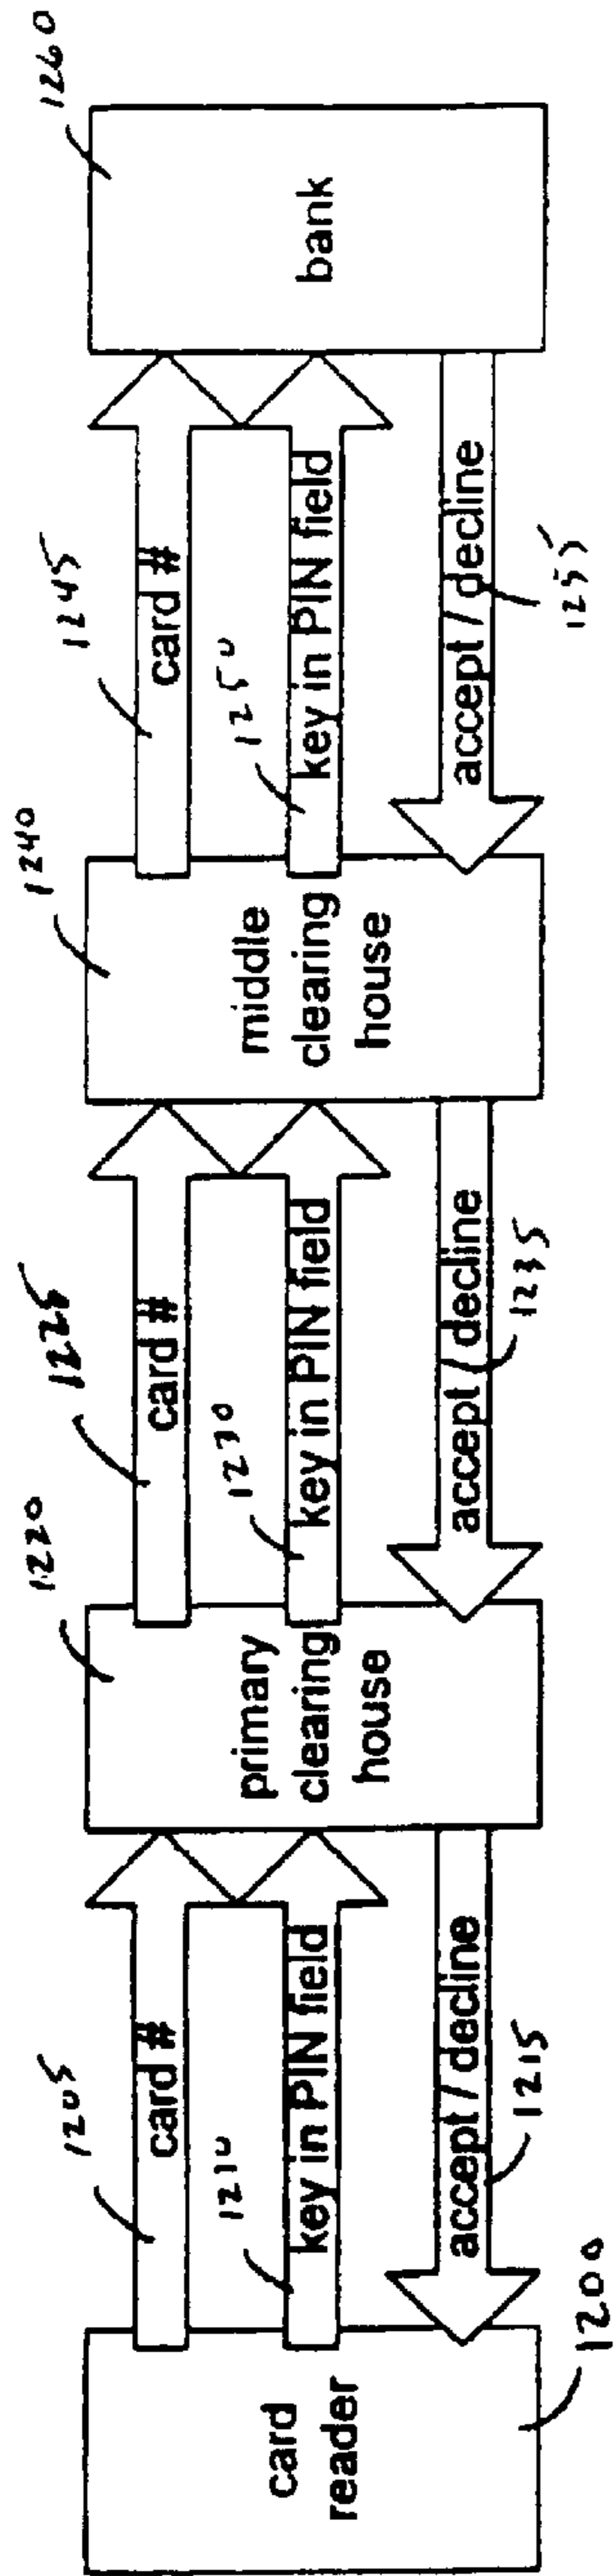 card
reader
1200
1205
card #
1210
key in PIN field
accept / decline
1215
primary
clearing
house
1220
1225
card #
1230
key in PIN field
accept / decline
1235
middle
clearing
house
1240
1245
card #
1250
key in PIN field
accept / decline
1255
bank
1260